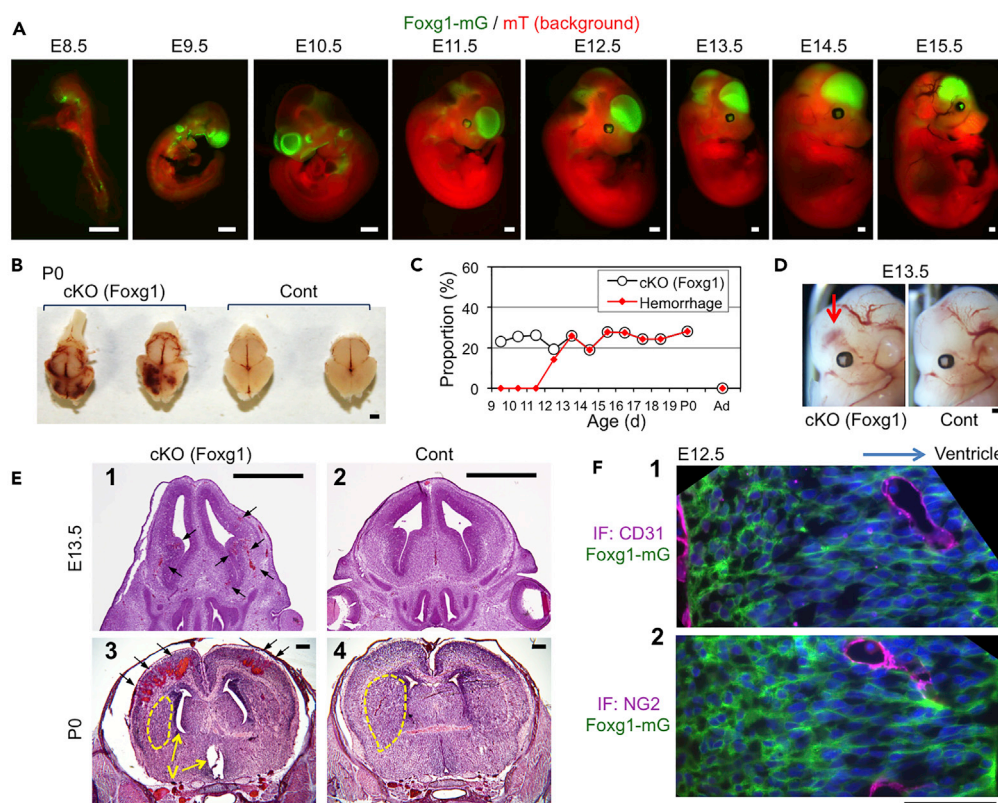 Foxg1-mG / mT (background)
A
E8.5 E9.5 E10.5 E11.5 E12.5 E13.5 E14.5 E15.5
B
P0
cKO (Foxg1) Cont
C
Proportion (%)
60
40
20
0
cKO (Foxg1)
Hemorrhage
9 10 11 12 13 14 15 16 17 18 19 P0 Ad
Age (d)
D
E13.5
cKO (Foxg1) Cont
E
cKO (Foxg1) Cont
E13.5
1 2
P0
3 4
V
F
E12.5 Ventricle
1
IF: CD31
Foxg1-mG
2
IF: NG2
Foxg1-mG